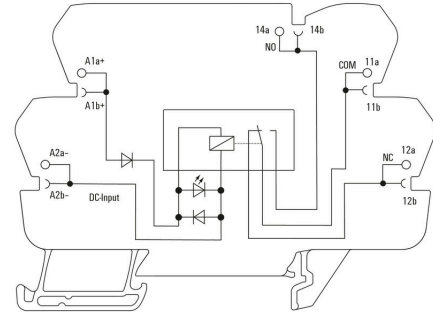 14a
14b
NO
A1a+
A1b+
COM
11a
11b
A2a–
A2b–
DC-Input
NC
12a
12b